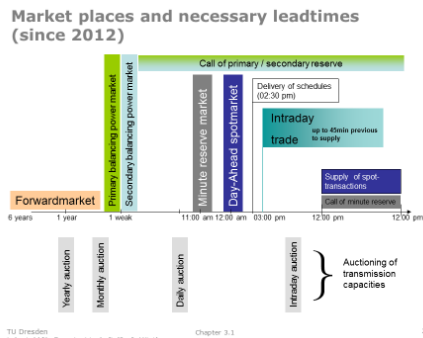 Market places and necessary leadtimes
(since 2012)
Call of primary / secondary reserve
Primary balancing power market
Secondary balancing power market
Minute reserve market
Day-Ahead spotmarket
Delivery of schedules
(02:30 pm)
Intraday
up to 45min previous
trade
to supply
Supply of spot-
transactions
Forwardmarket
Call of minute reserve
6 years
1 year
1 week
11:00 am
12:00 am
03:00 pm
12:00 pm
12:00 pm
Yearly auction
Monthly auction
Daily auction
Intraday auction
Auctioning of
transmission
capacities
TU Dresden
Chapter 3.1